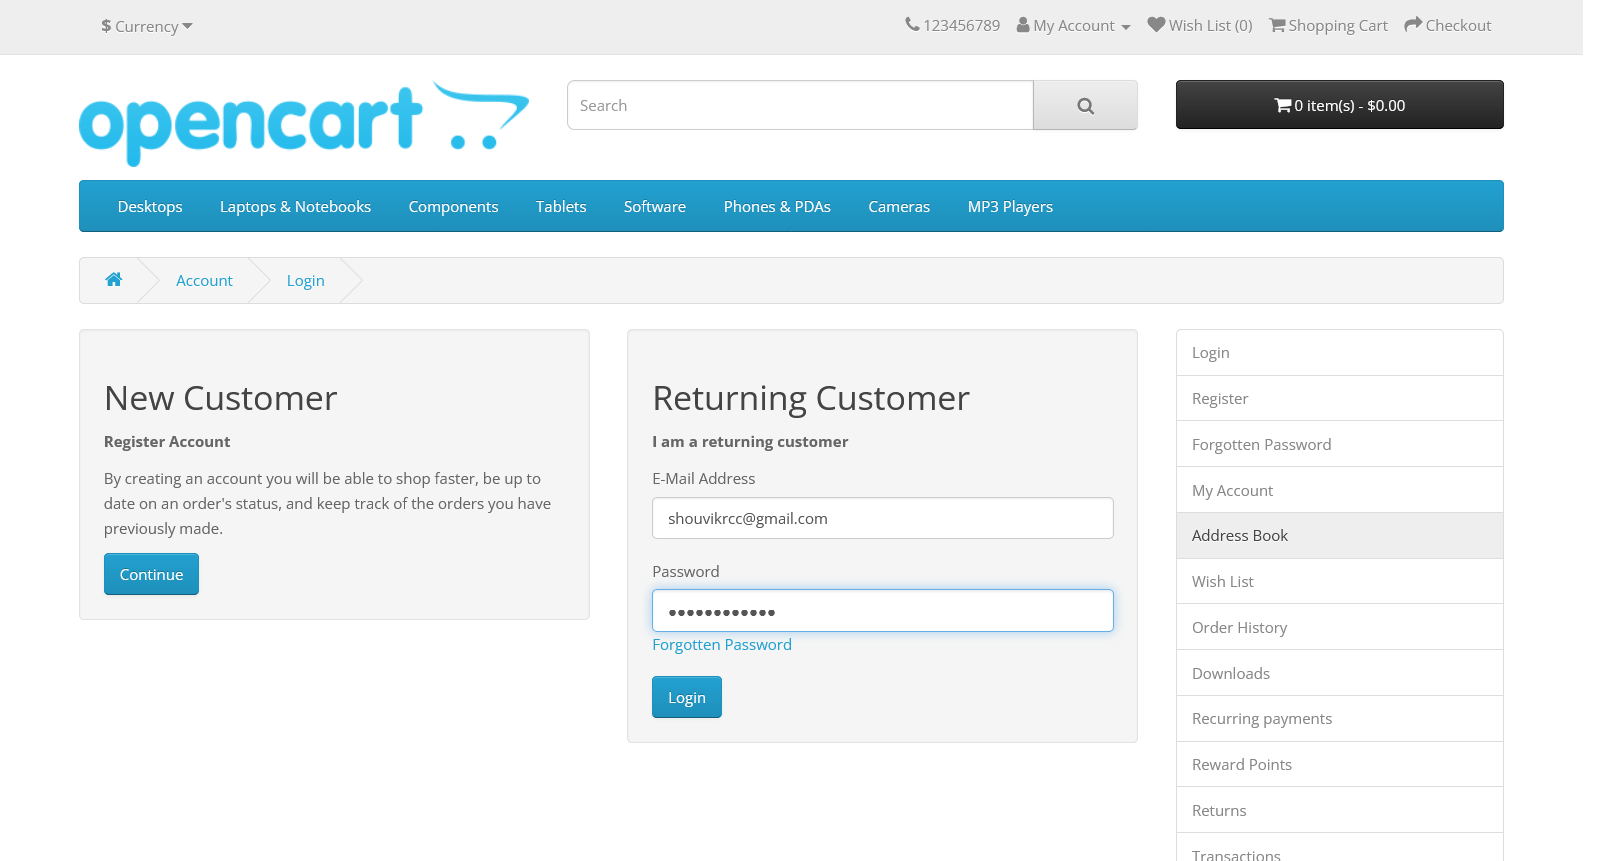 $ Currency
123456789 My Account Wish List (0) Shopping Cart Checkout
opencart
Search
0 item(s) - $0.00
Desktops Laptops & Notebooks Components Tablets Software Phones & PDAs Cameras MP3 Players
Account Login
New Customer
Register Account
By creating an account you will be able to shop faster, be up to
date on an order's status, and keep track of the orders you have
previously made.
Continue
Returning Customer
I am a returning customer
E-Mail Address
shouvikrcc@gmail.com
Password
••••••••••••
Forgotten Password
Login
Login
Register
Forgotten Password
My Account
Address Book
Wish List
Order History
Downloads
Recurring payments
Reward Points
Returns
Transactions